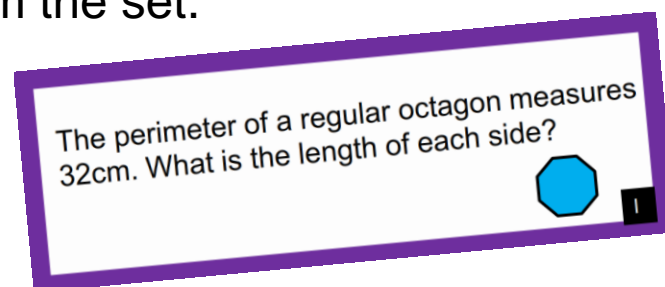 the set.
The perimeter of a regular octagon measures
32cm. What is the length of each side?
I